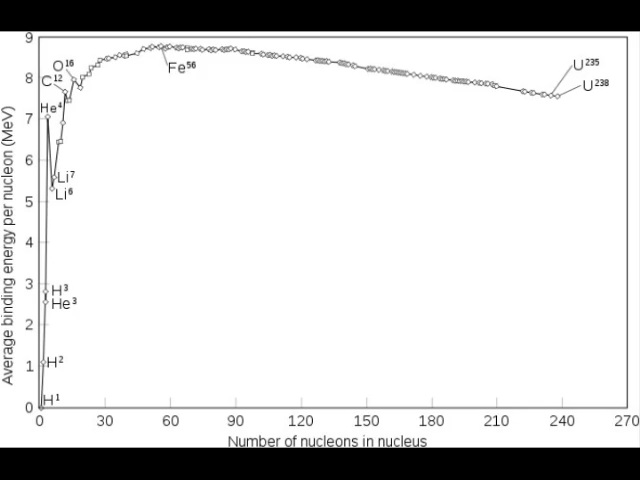 Average binding energy per nucleon (MeV)
9
8
7
6
5
4
3
2
1
0
O¹⁶
C¹²
He⁴
Li⁷
Li⁶
H³
He³
H²
H¹
Fe⁵⁶
U²³⁵
U²³⁸
0 30 60 90 120 150 180 210 240 270
Number of nucleons in nucleus